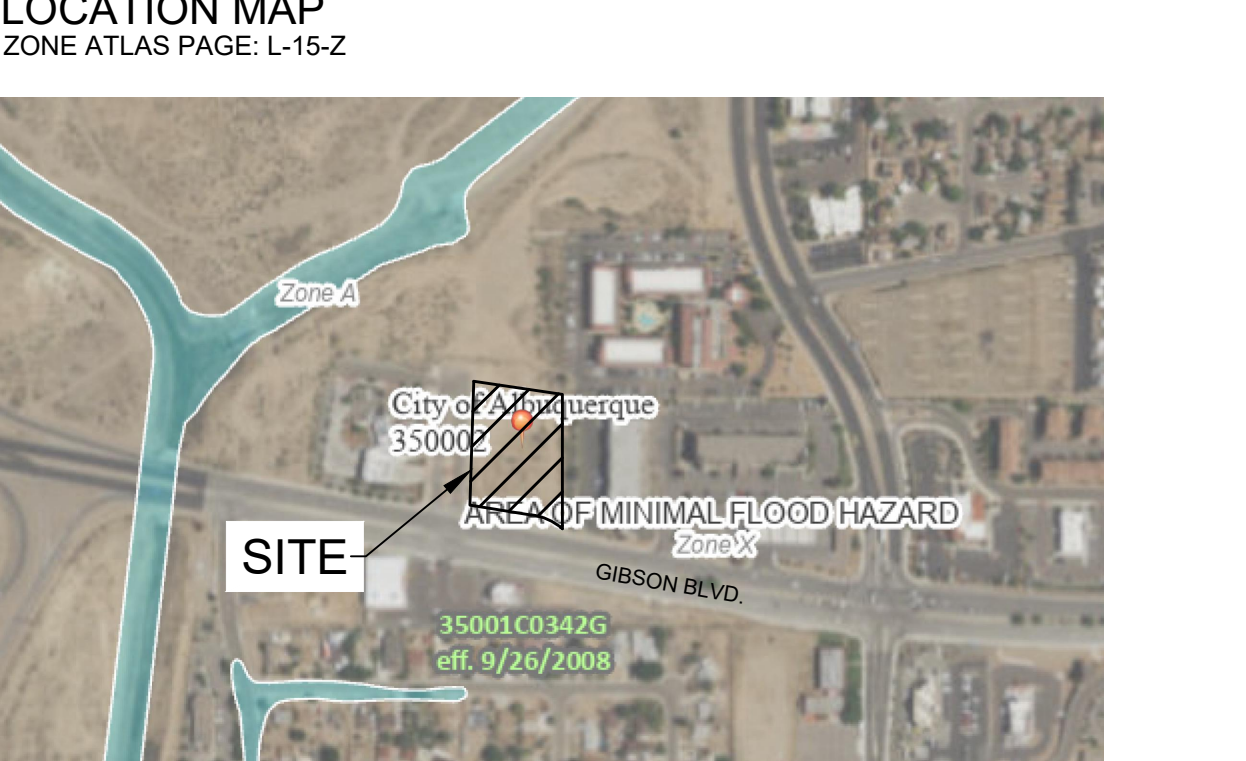 LOCATION MAP
ZONE ATLAS PAGE: L-15-Z
Zone A
City of Albuquerque
350002
AREA OF MINIMAL FLOOD HAZARD
Zone X
SITE
GIBSON BLVD.
35001C0342G
eff. 9/26/2008